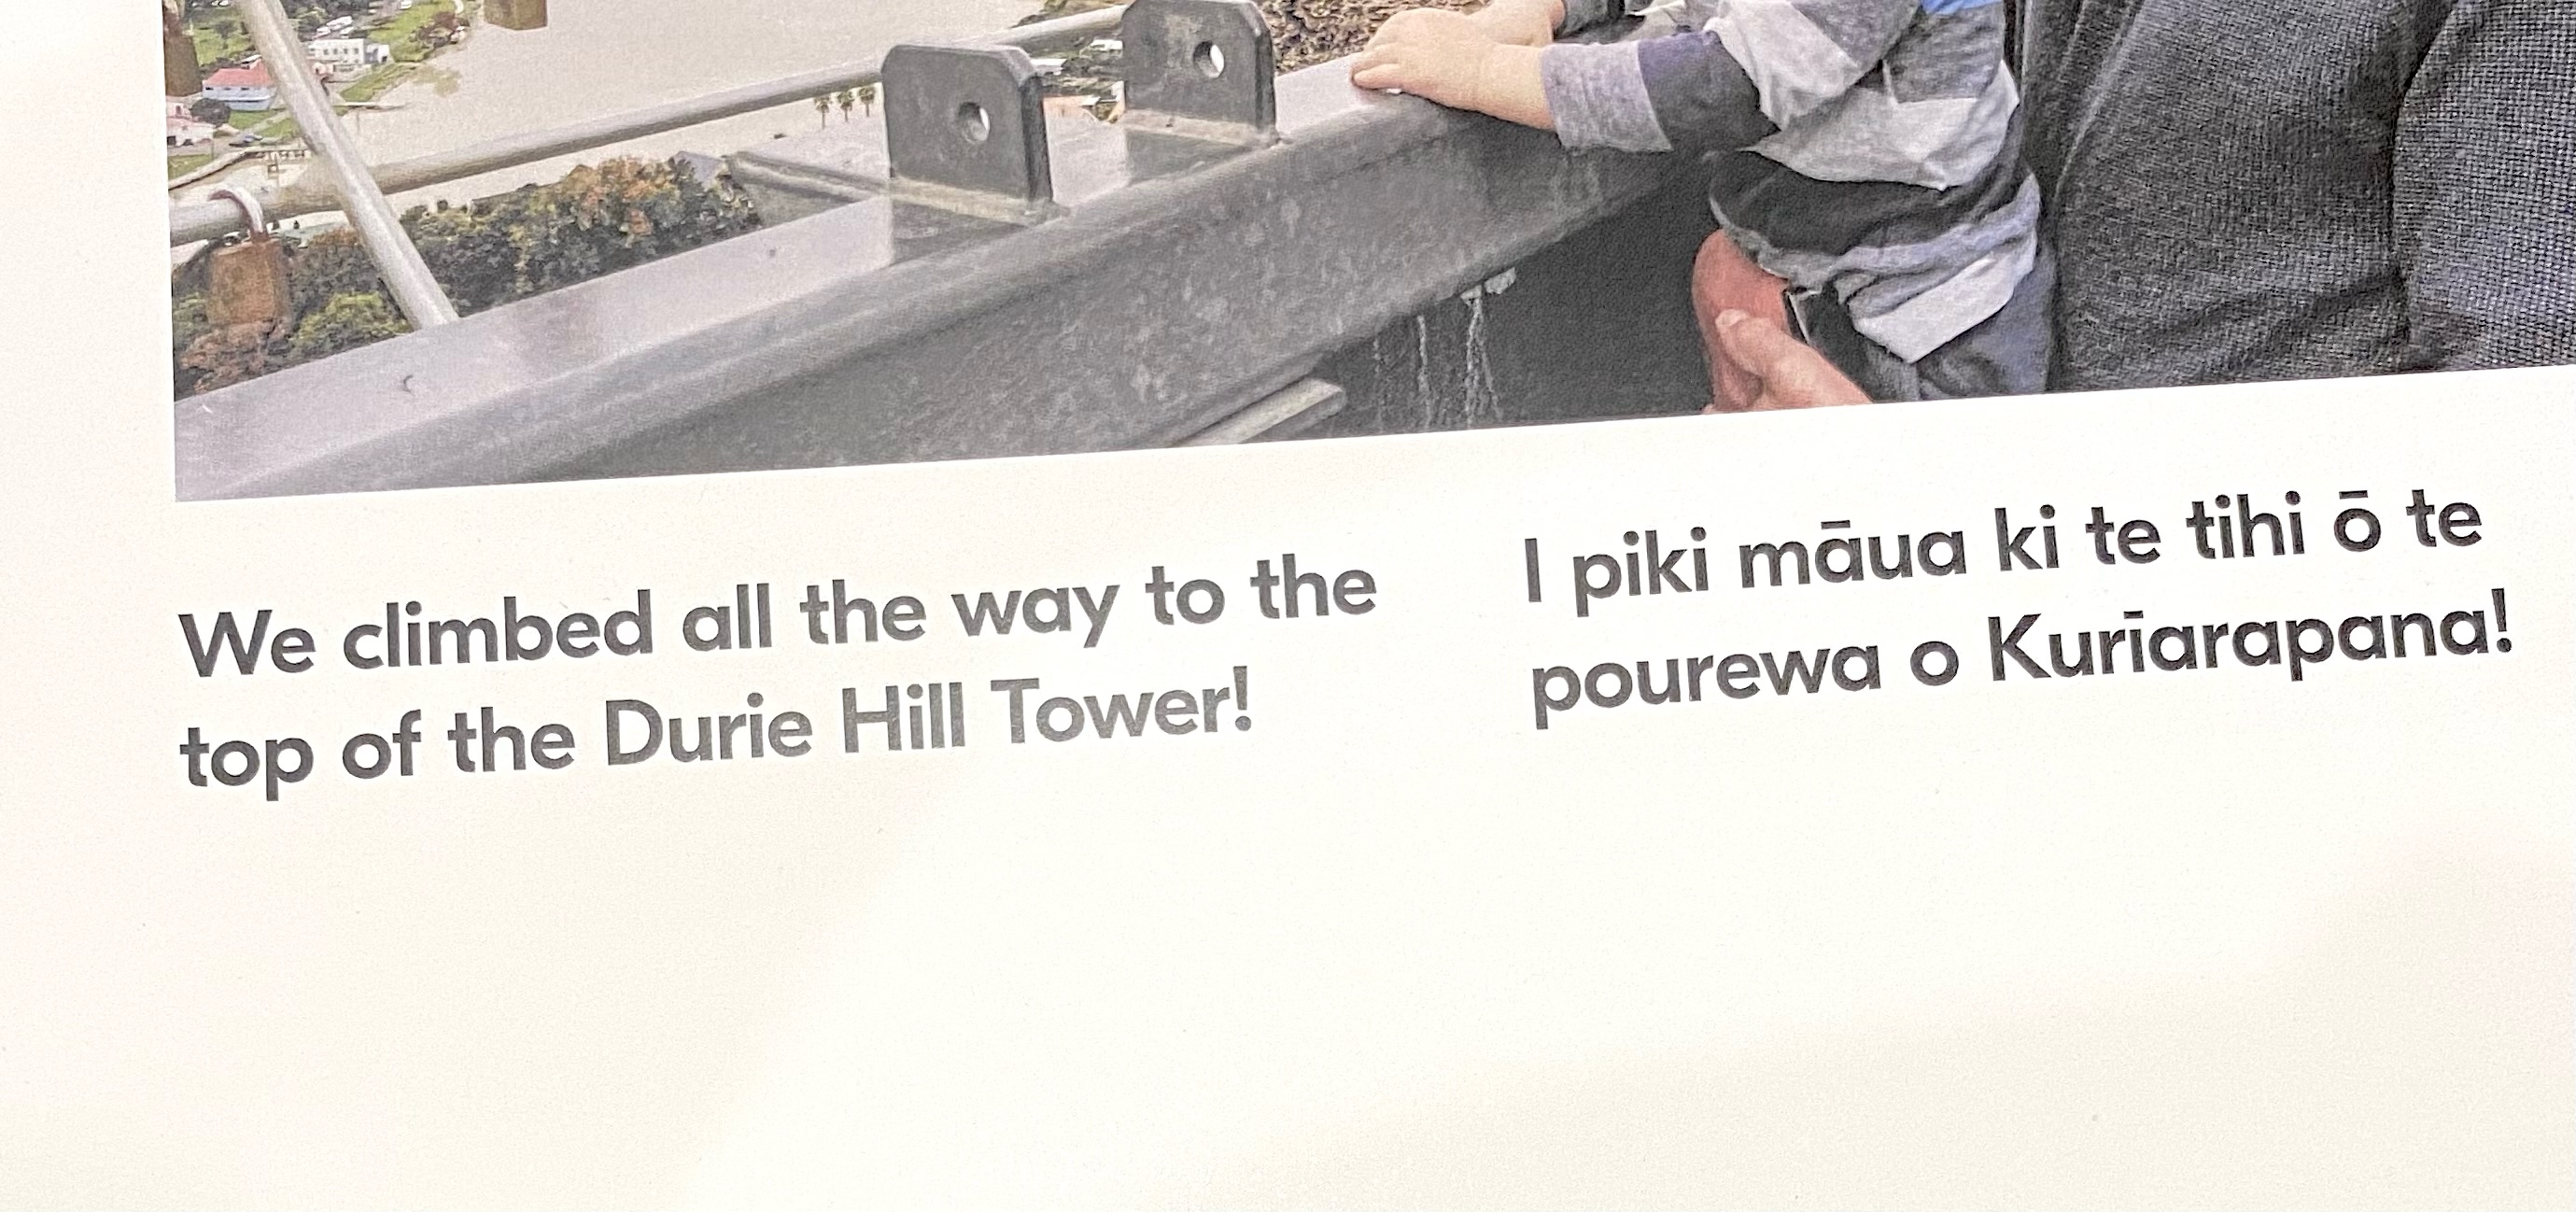 We climbed all the way to the
top of the Durie Hill Tower!
I piki māua ki te tihi ō te
pourewa o Kurīarapana!